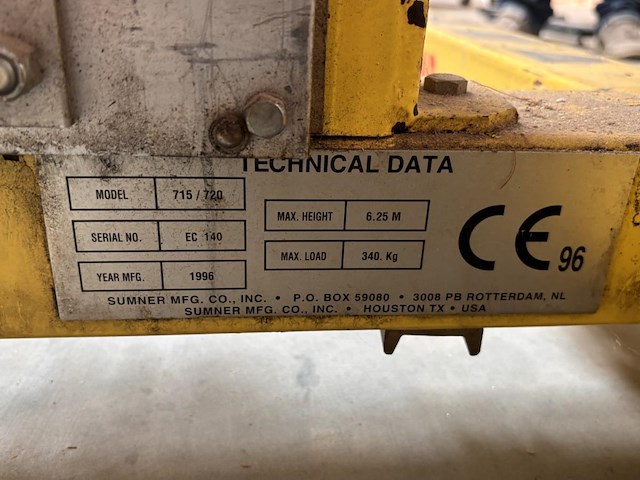 TECHNICAL DATA
MODEL 715 / 720
SERIAL NO. EC 140
YEAR MFG. 1996
MAX. HEIGHT 6.25 M
MAX. LOAD 340. Kg
CE 96
SUMNER MFG. CO., INC. • P.O. BOX 59080 • 3008 PB ROTTERDAM, NL
SUMNER MFG. CO., INC. • HOUSTON TX • USA